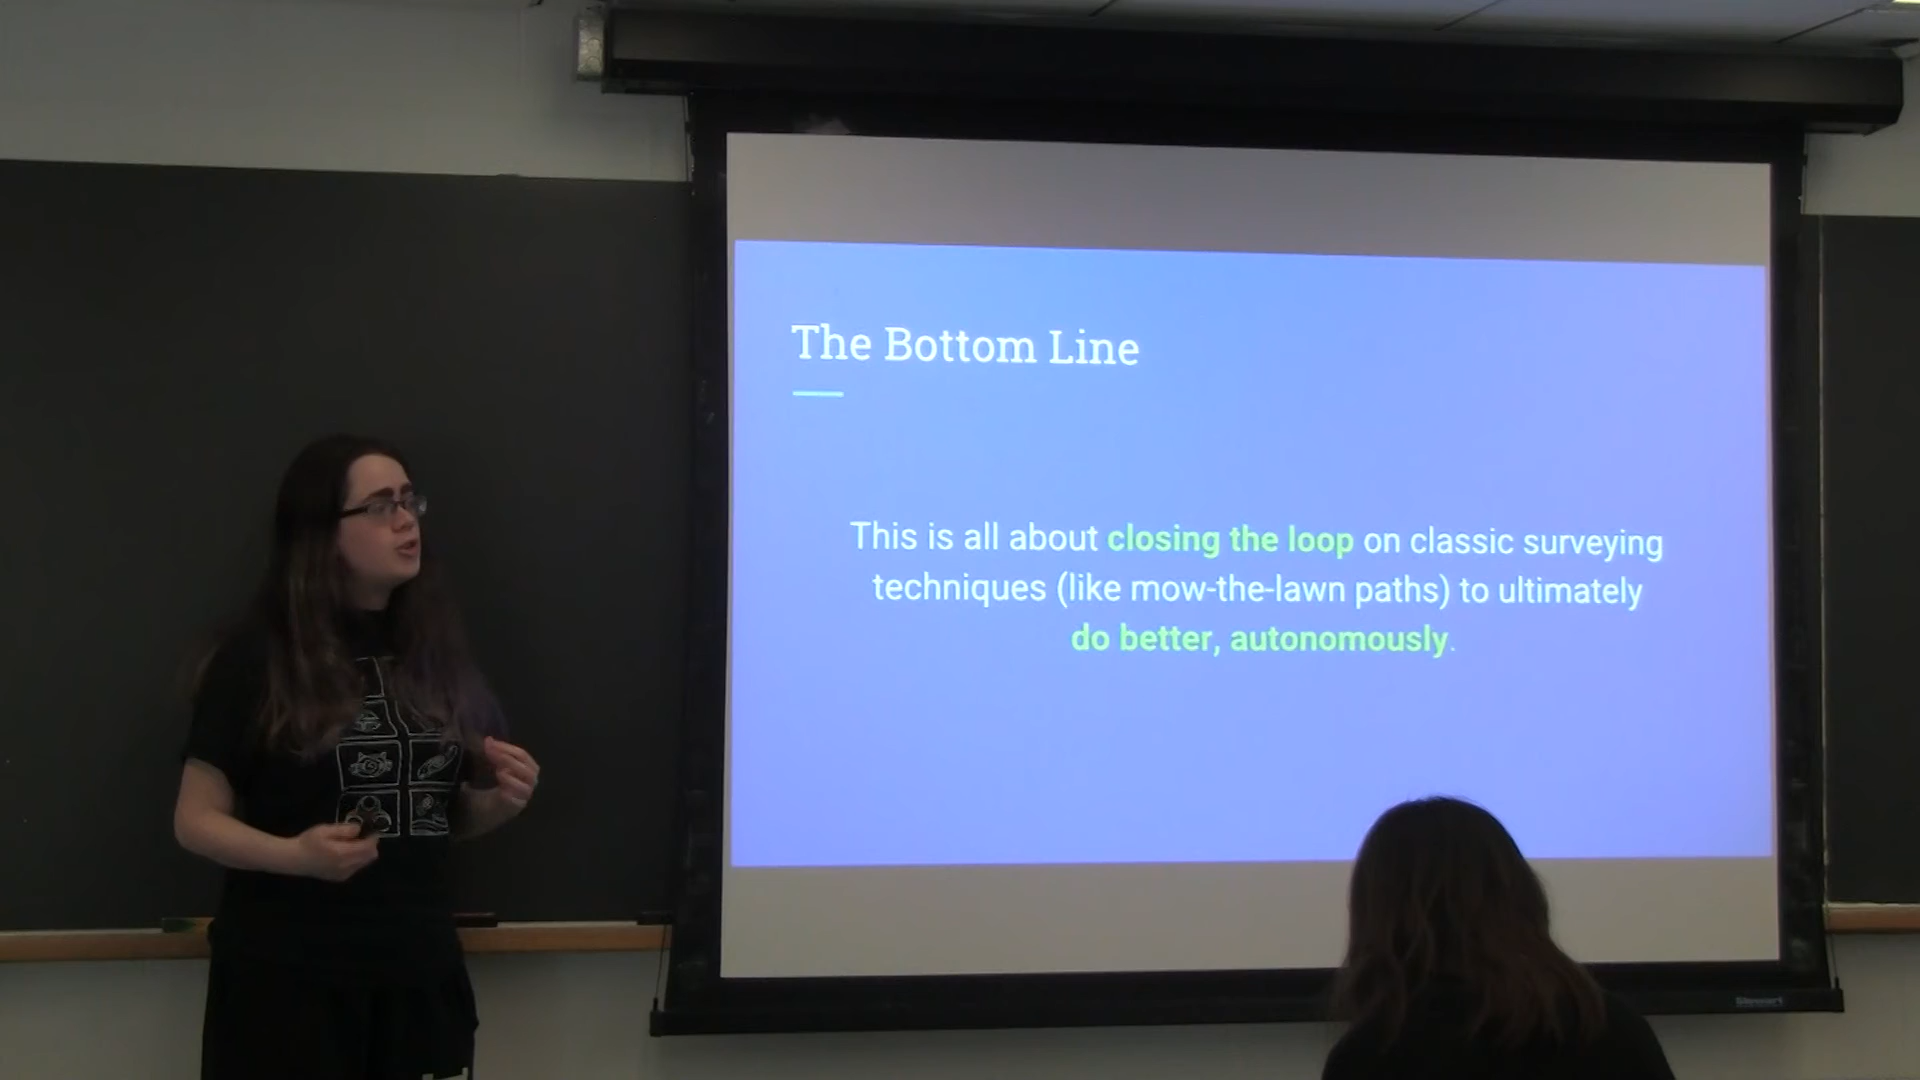 The Bottom Line
This is all about closing the loop on classic surveying
techniques (like mow-the-lawn paths) to ultimately
do better, autonomously.
Stewart